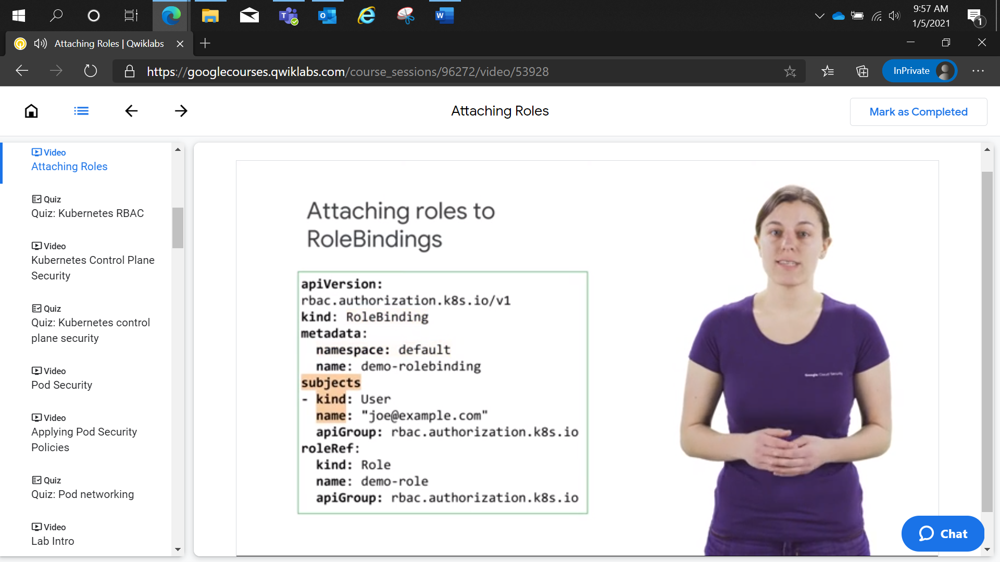 9:57 AM
1/5/2021
1
Attaching Roles | Qwiklabs
https://googlecourses.qwiklabs.com/course_sessions/96272/video/53928
InPrivate
Attaching Roles
Mark as Completed
Video
Attaching Roles
Quiz
Quiz: Kubernetes RBAC
Video
Kubernetes Control Plane
Security
Quiz
Quiz: Kubernetes control
plane security
Video
Pod Security
Video
Applying Pod Security
Policies
Quiz
Quiz: Pod networking
Video
Lab Intro
Attaching roles to
RoleBindings
apiVersion:
rbac.authorization.k8s.io/v1
kind: RoleBinding
metadata:
namespace: default
name: demo-rolebinding
subjects
- kind: User
name: "joe@example.com"
apiGroup: rbac.authorization.k8s.io
roleRef:
kind: Role
name: demo-role
apiGroup: rbac.authorization.k8s.io
Google Cloud Security
Chat